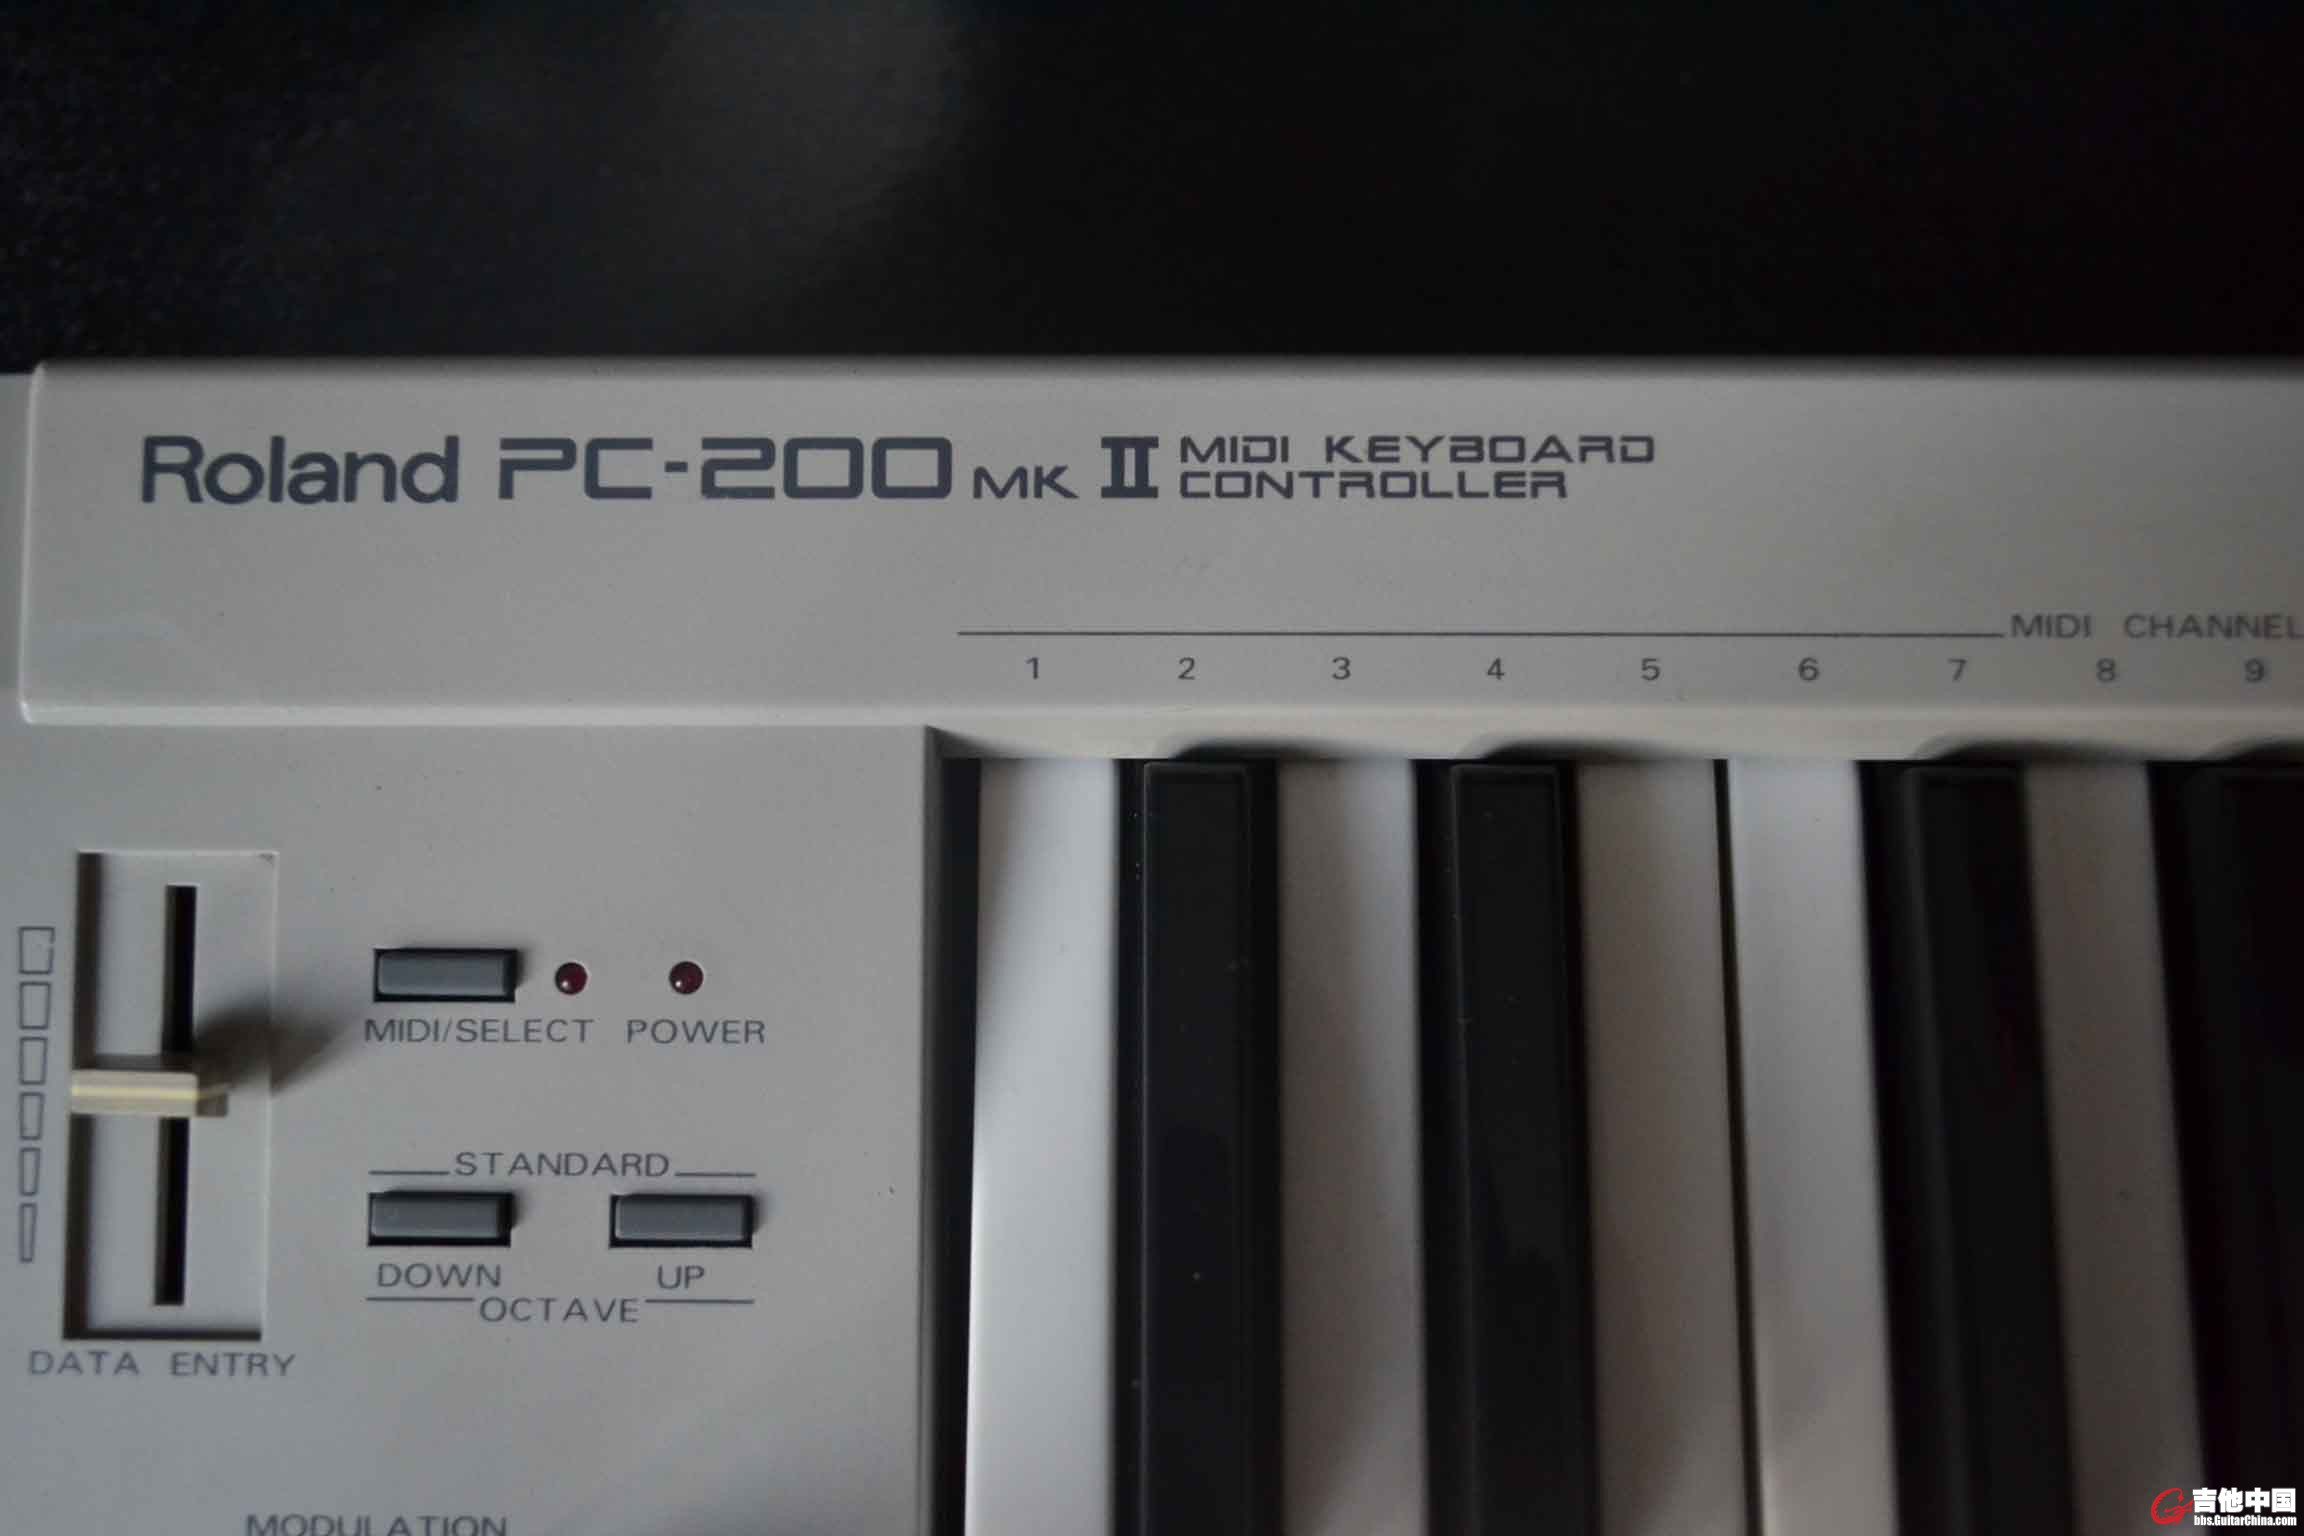 Roland PC-200 MK II MIDI KEYBOARD
CONTROLLER
MIDI CHANNEL
1 2 3 4 5 6 7 8 9
MIDI/SELECT POWER
STANDARD
DOWN UP
OCTAVE
DATA ENTRY
MODULATION
吉他中国
bbs.GuitarChina.com